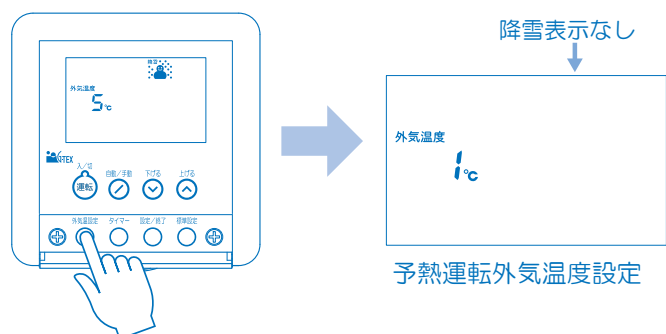 降雪
外気温度
5℃
ARTEX
入/切
運転
自動/手動
下げる
上げる
外気温設定
タイマー
設定/終了
標準設定
降雪表示なし
外気温度
1℃
予熱運転外気温度設定